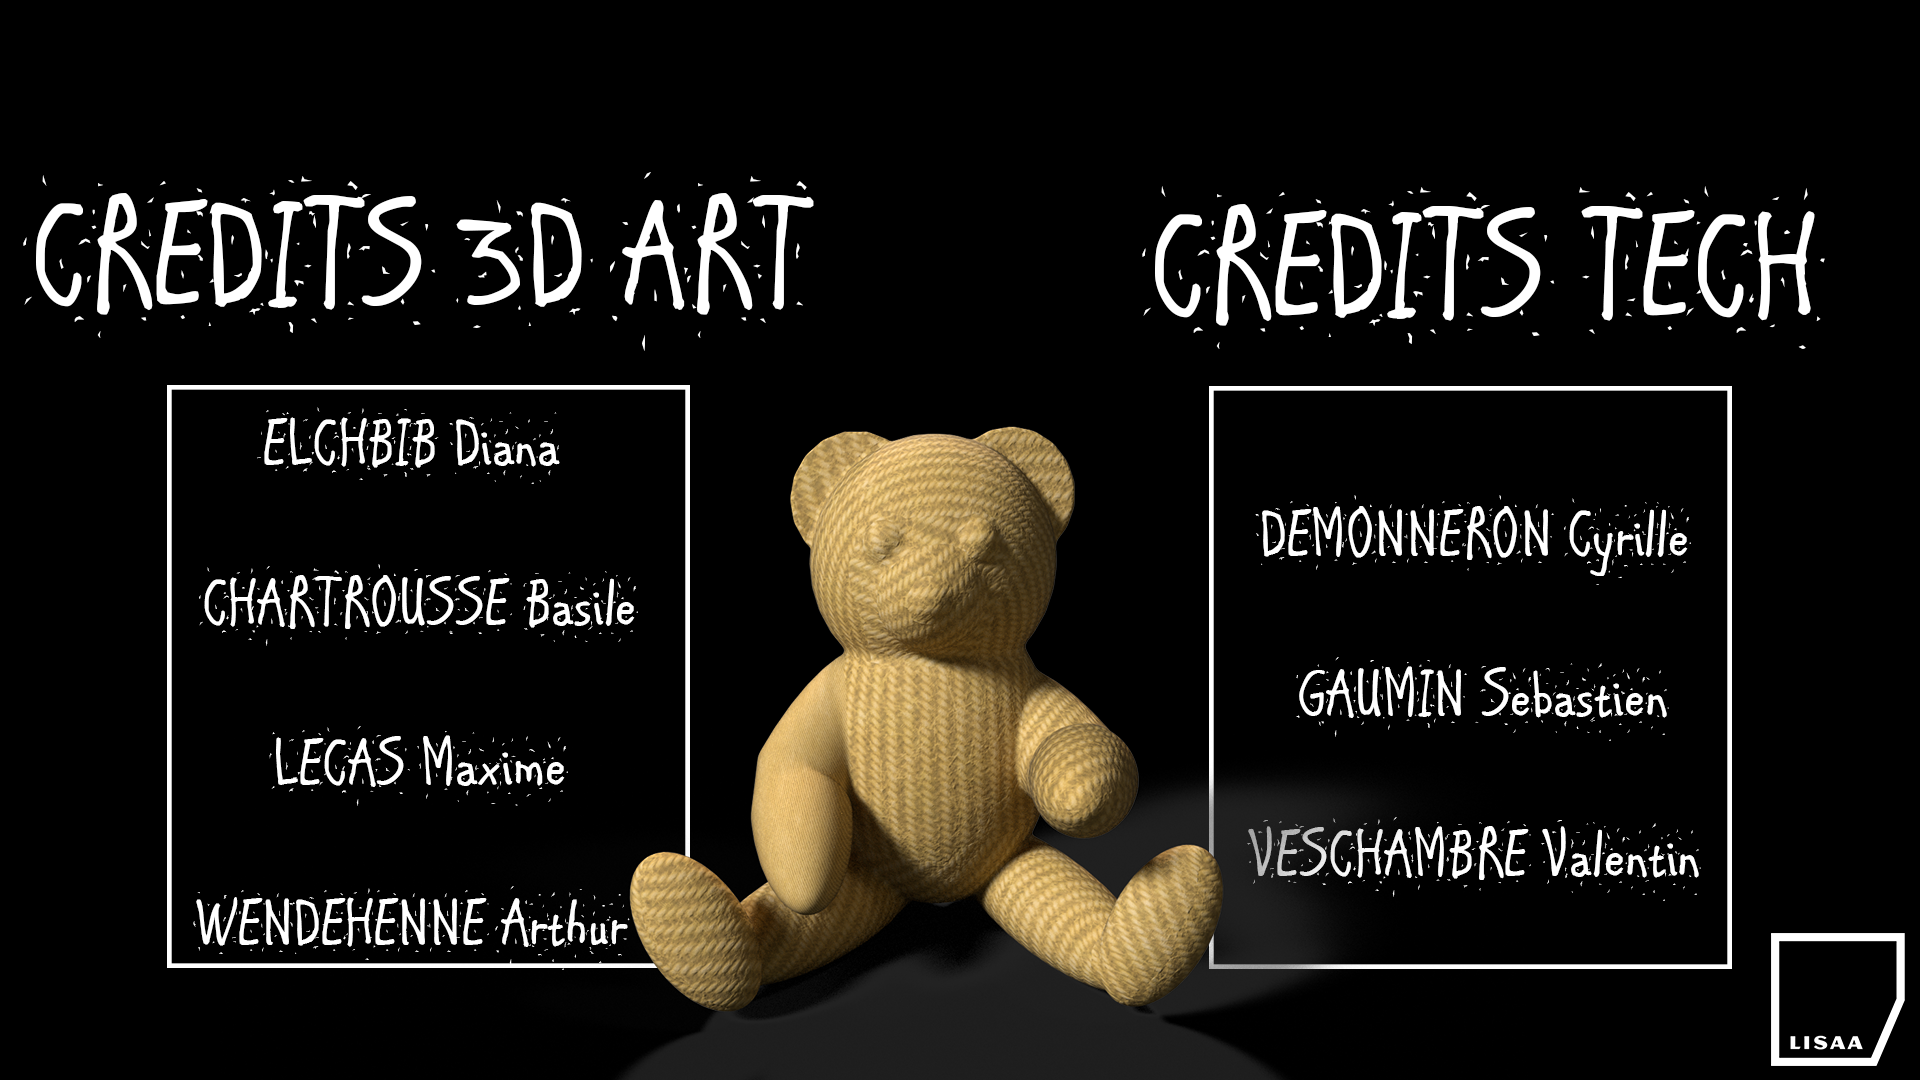 CREDITS 3D ART
ELCHBIB Diana
CHARTROUSSE Basile
LECAS Maxime
WENDEHENNE Arthur
CREDITS TECH
DEMONNERON Cyrille
GAUMIN Sebastien
VESCHAMBRE Valentin
LISAA